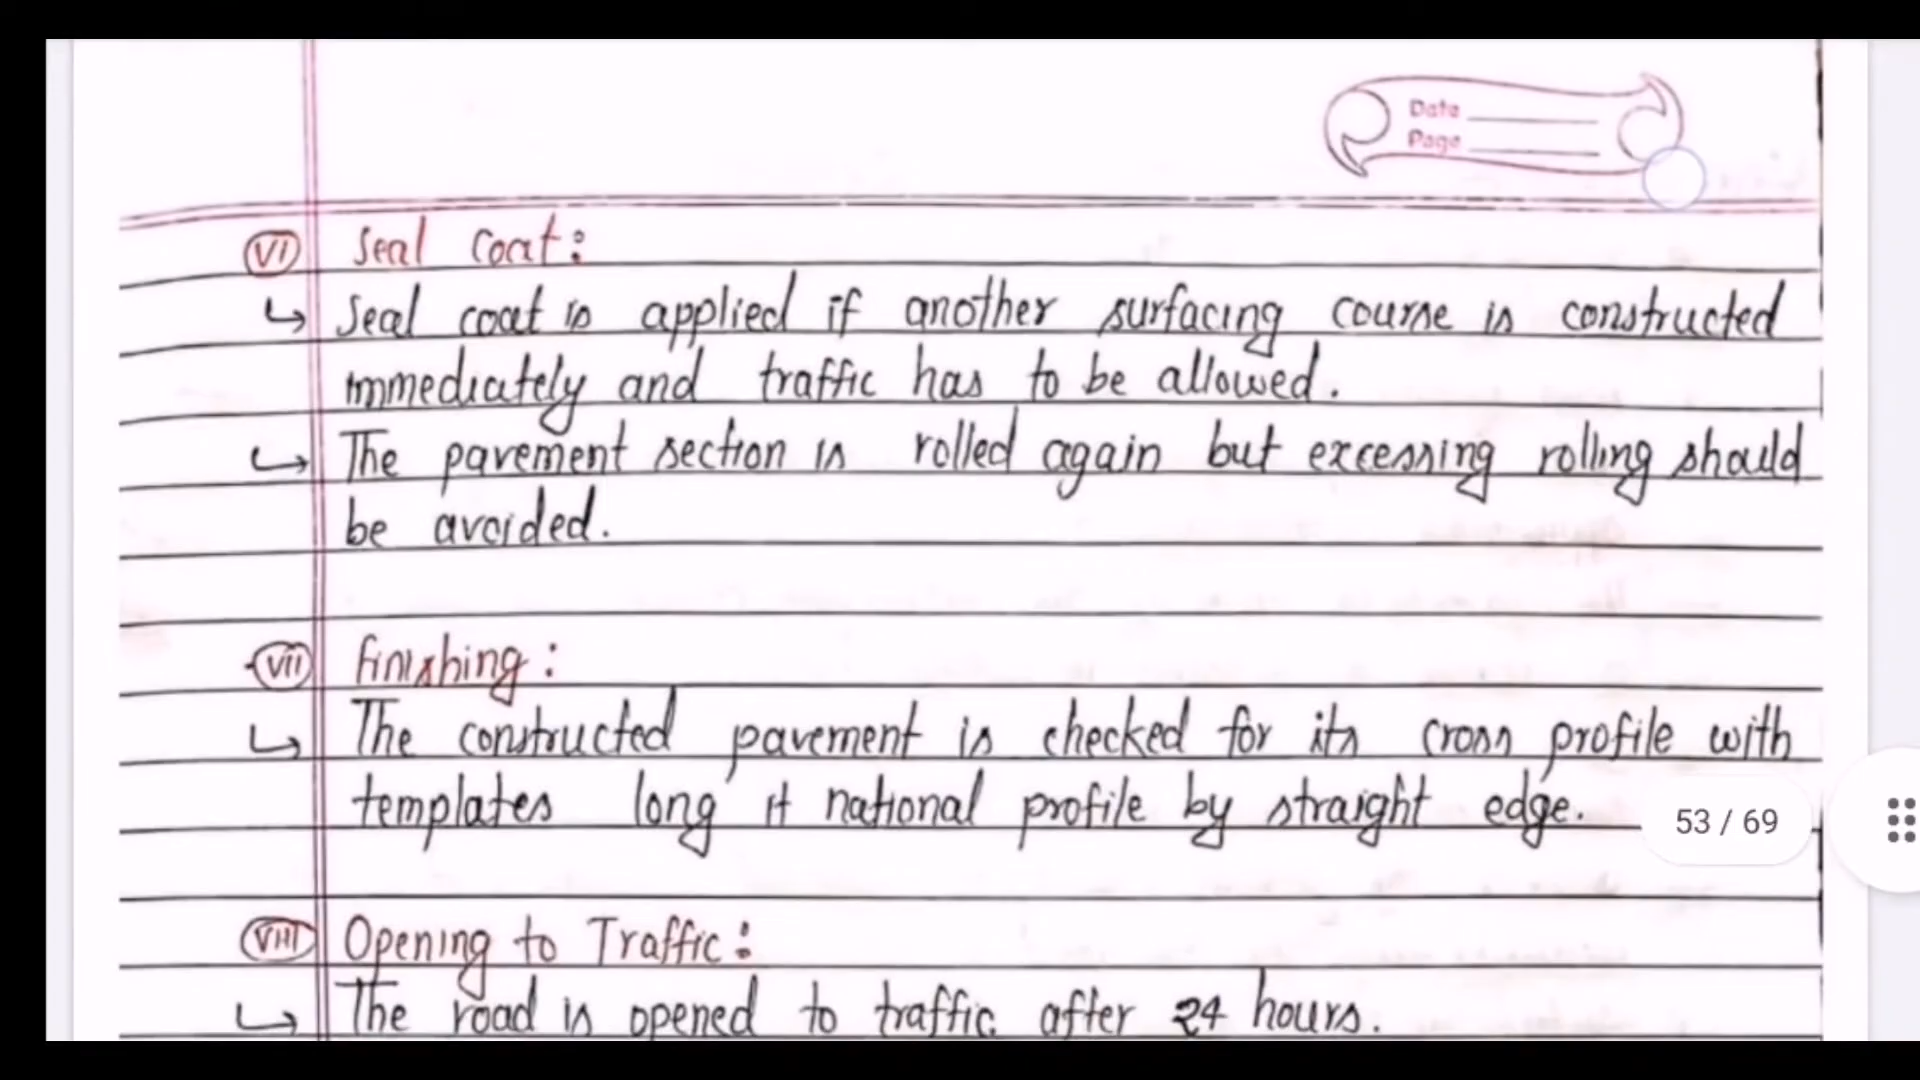 Date
Page
VI Seal Coat:
↳ Seal coat is applied if another surfacing course is constructed
immediately and traffic has to be allowed.
↳ The pavement section is rolled again but excessing rolling should
be avoided.
VII finishing:
↳ The constructed pavement is checked for its cross profile with
templates long it national profile by straight edge.
53 / 69
VIII Opening to Traffic:
↳ The road is opened to traffic after 24 hours.